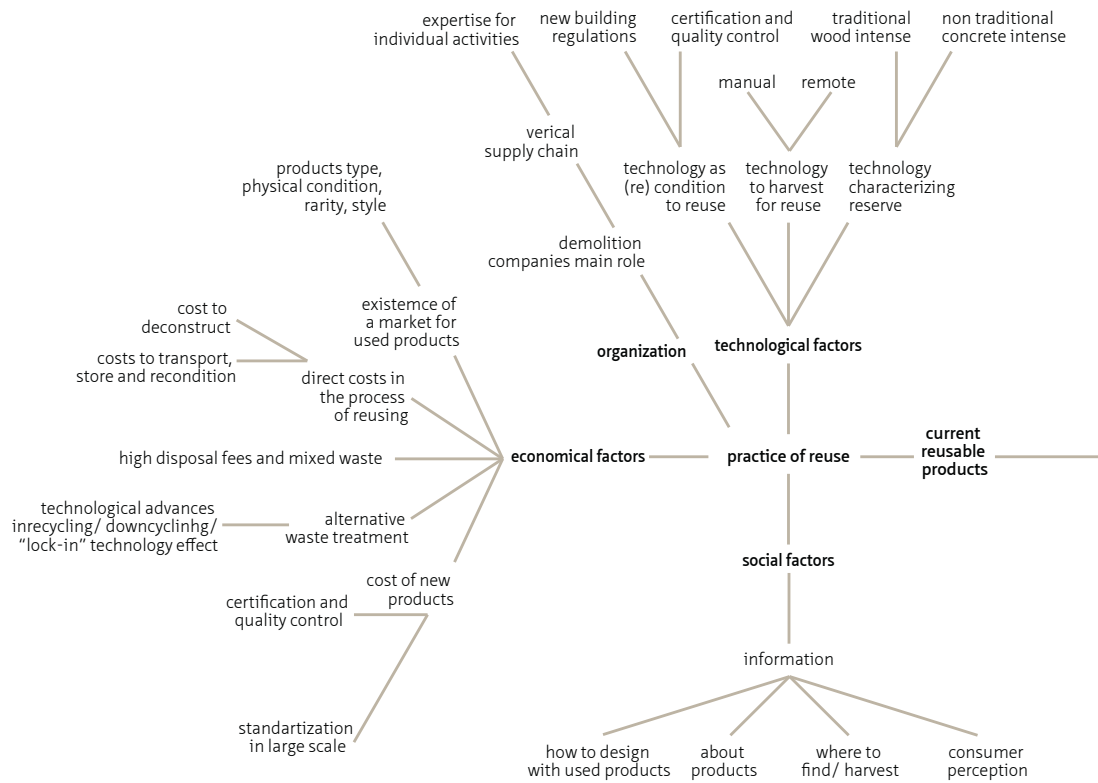 expertise for
individual activities
new building
regulations
certification and
quality control
traditional
wood intense
non traditional
concrete intense
manual
remote
verical
supply chain
technology as
(re) condition
to reuse
technology
to harvest
for reuse
technology
characterizing
reserve
products type,
physical condition,
rarity, style
demolition
companies main role
existemce of
a market for
used products
cost to
deconstruct
costs to transport,
store and recondition
direct costs in
the process
of reusing
organization
technological factors
high disposal fees and mixed waste
economical factors
practice of reuse
current
reusable
products
technological advances
inrecycling/ downcyclinhg/
“lock-in” technology effect
alternative
waste treatment
social factors
cost of new
products
certification and
quality control
information
standartization
in large scale
how to design
with used products
about
products
where to
find/ harvest
consumer
perception